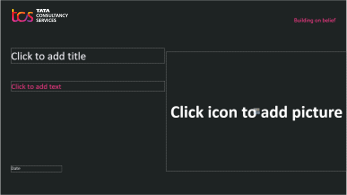 tcs TATA
CONSULTANCY
SERVICES
Building on belief
Click to add title
Click to add text
Click icon to add picture
Date